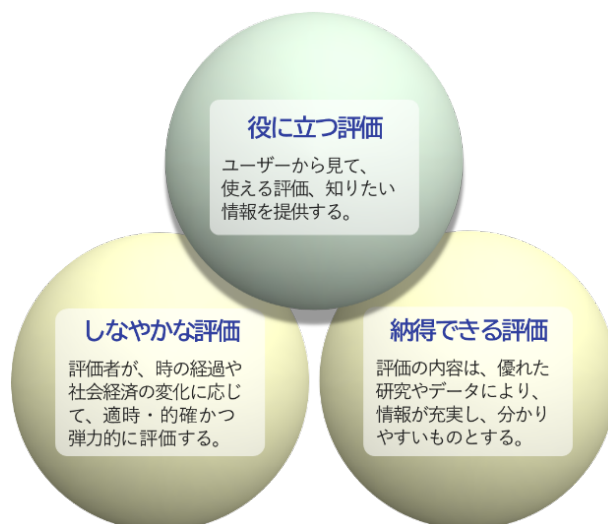 役に立つ評価
ユーザーから見て、
使える評価、知りたい
情報を提供する。
しなやかな評価
評価者が、時の経過や
社会経済の変化に応じ
て、適時・的確かつ
弾力的に評価する。
納得できる評価
評価の内容は、優れた
研究やデータにより、
情報が充実し、分かり
やすいものとする。